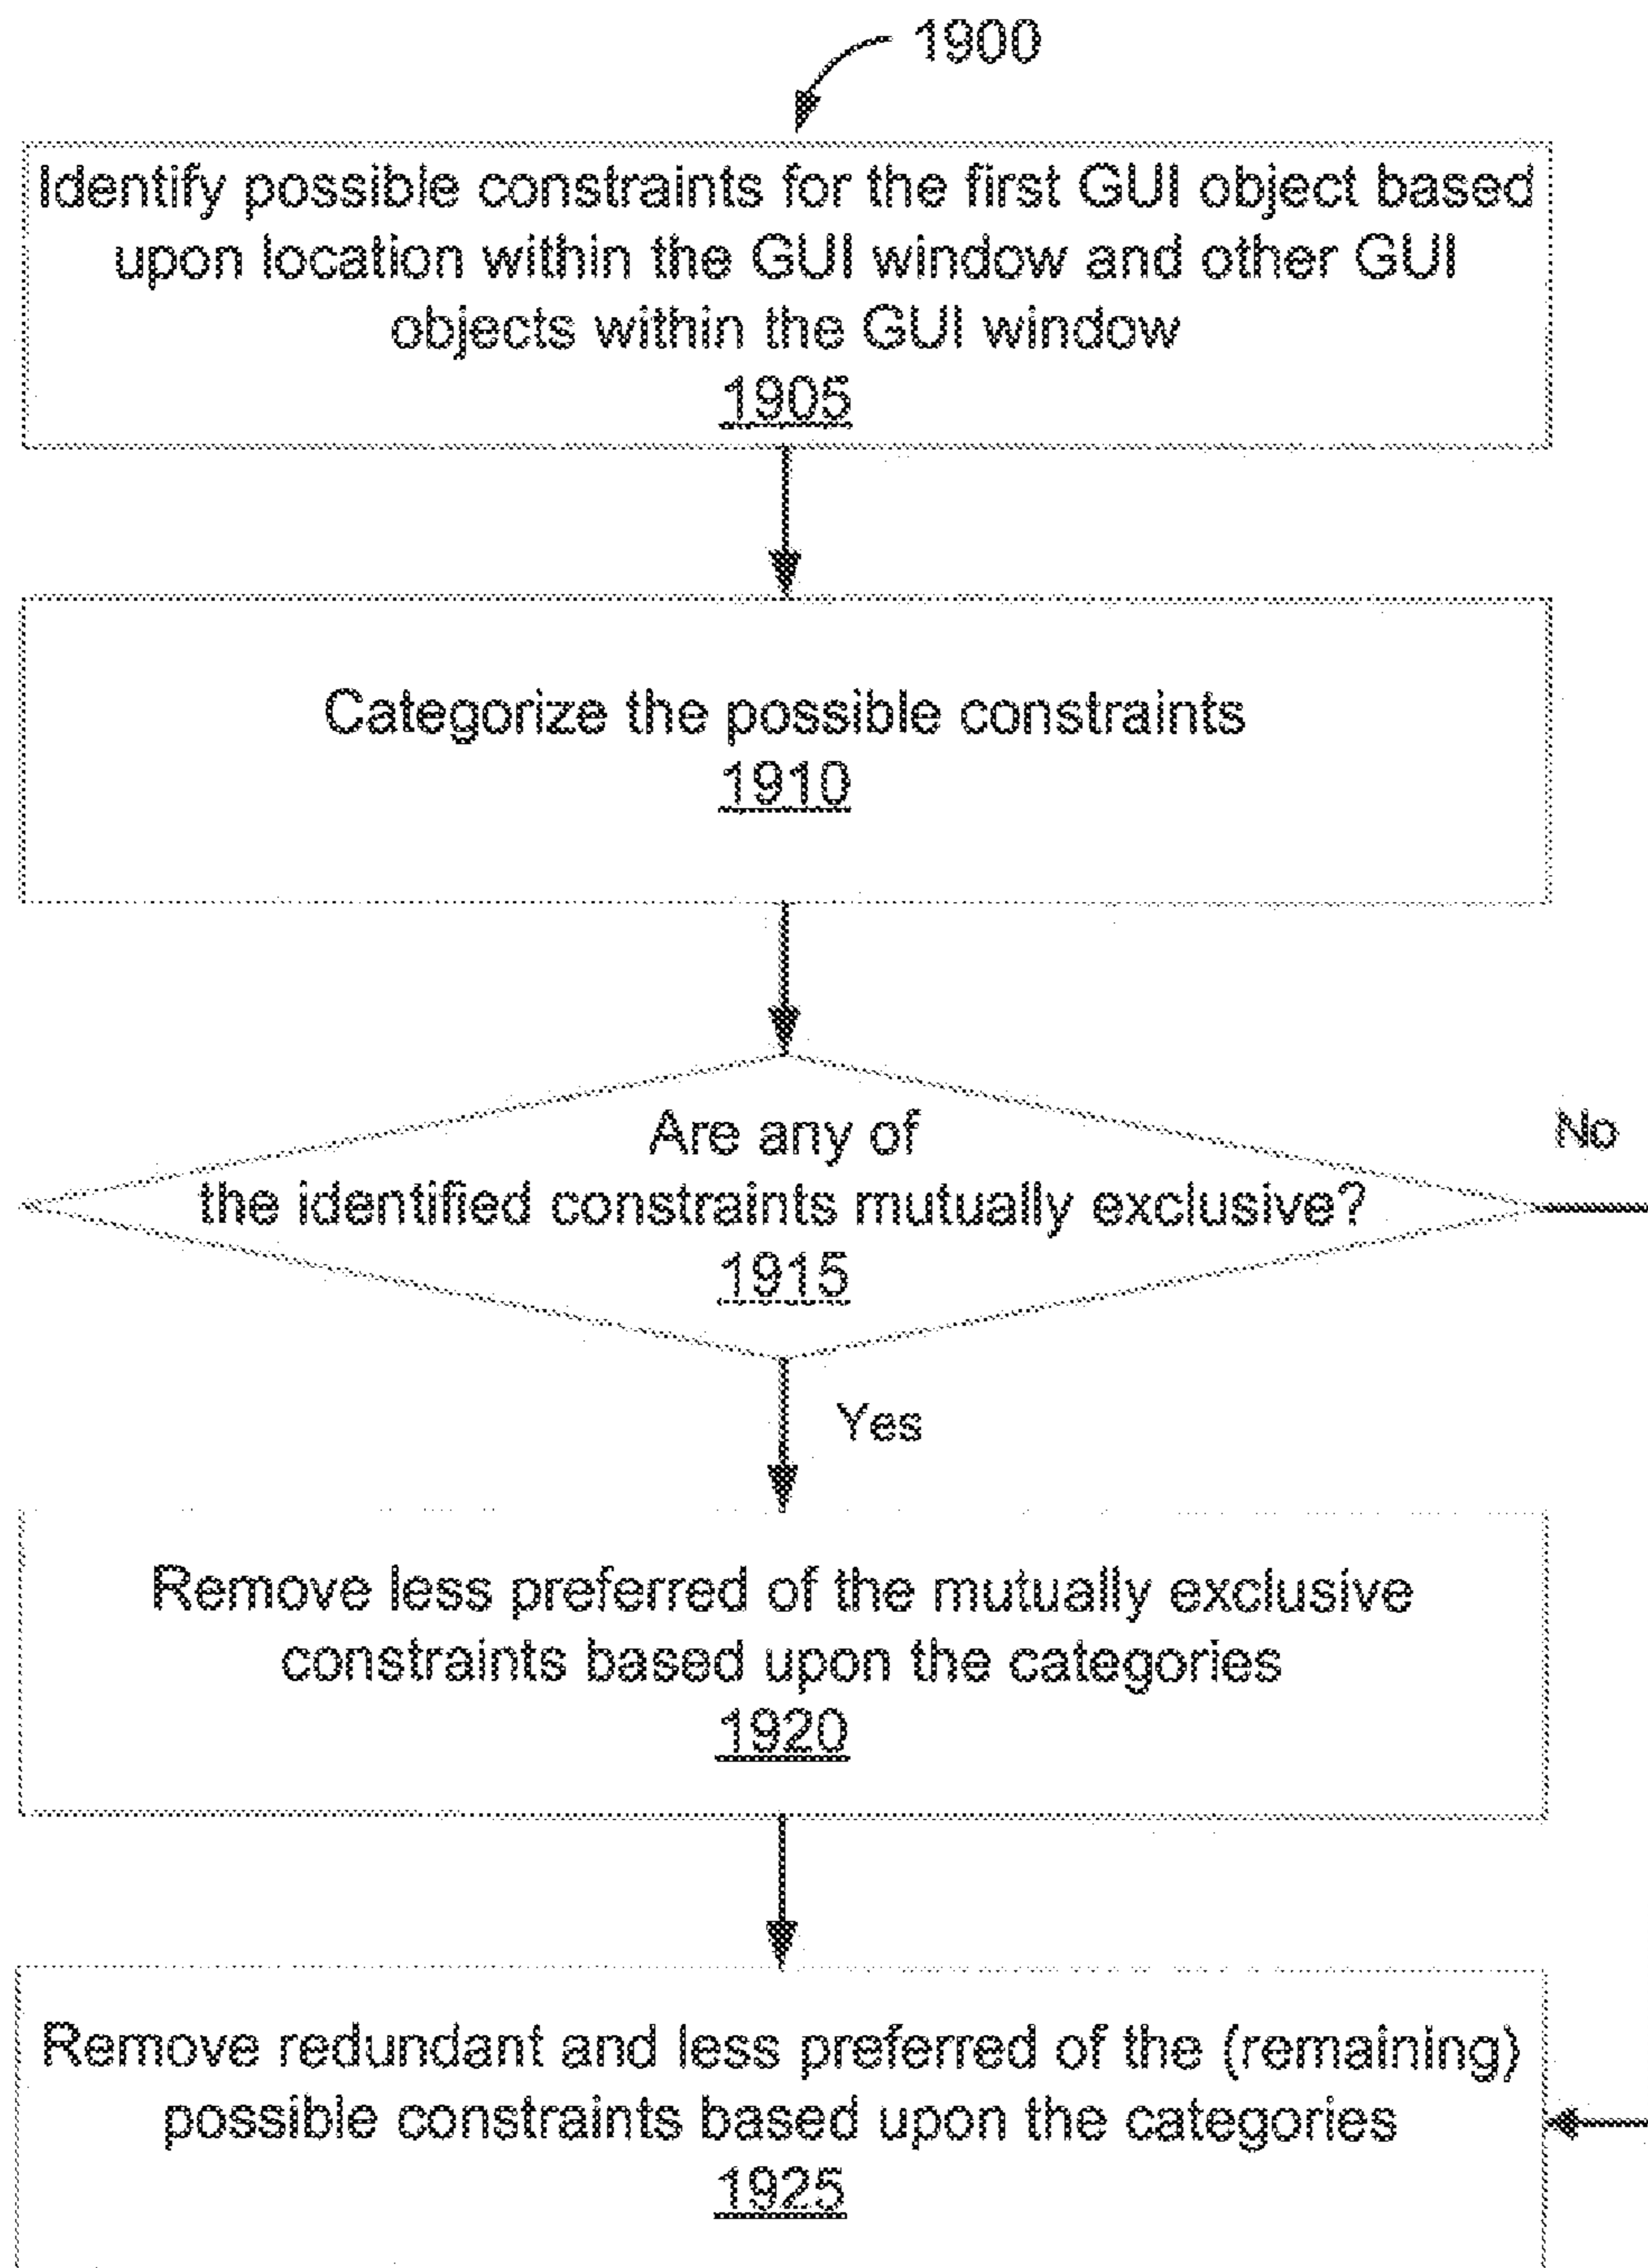 1900
Identify possible constraints for the first GUI object based
upon location within the GUI window and other GUI
objects within the GUI window
1905
Categorize the possible constraints
1910
Are any of
the identified constraints mutually exclusive?
1915
No
Yes
Remove less preferred of the mutually exclusive
constraints based upon the categories
1920
Remove redundant and less preferred of the (remaining)
possible constraints based upon the categories
1925